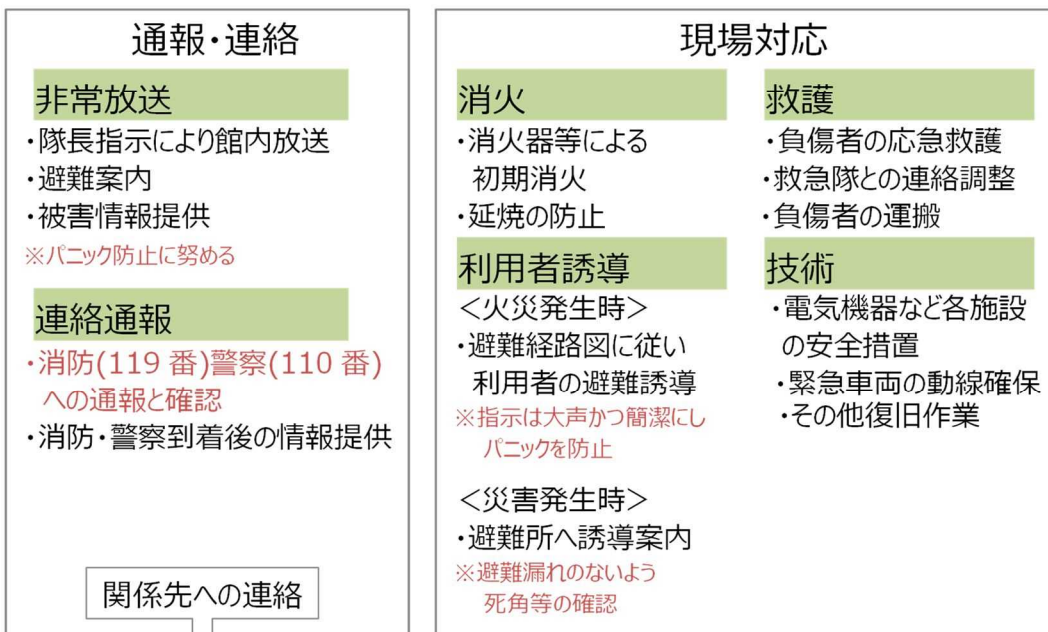 通報・連絡
非常放送
・隊長指示により館内放送
・避難案内
・被害情報提供
※パニック防止に努める
連絡通報
・消防(119 番)警察(110 番)
への通報と確認
・消防・警察到着後の情報提供
関係先への連絡
現場対応
消火
・消火器等による
初期消火
・延焼の防止
利用者誘導
＜火災発生時＞
・避難経路図に従い
利用者の避難誘導
※指示は大声かつ簡潔にし
パニックを防止
＜災害発生時＞
・避難所へ誘導案内
※避難漏れのないよう
死角等の確認
救護
・負傷者の応急救護
・救急隊との連絡調整
・負傷者の運搬
技術
・電気機器など各施設
の安全措置
・緊急車両の動線確保
・その他復旧作業